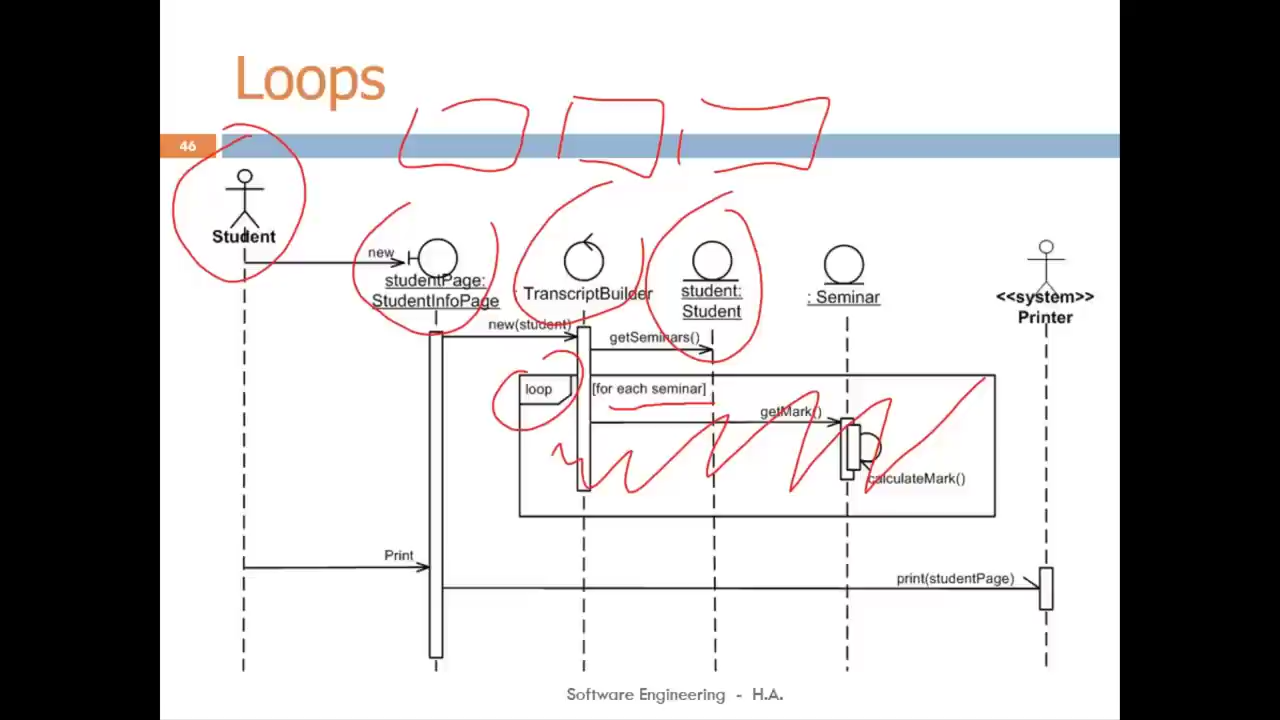 Loops
46
Student
new
studentPage:
StudentInfoPage
TranscriptBuilder
student:
Student
: Seminar
<<system>>
Printer
new(student)
getSeminars()
loop
[for each seminar]
getMark()
calculateMark()
Print
print(studentPage)
Software Engineering - H.A.